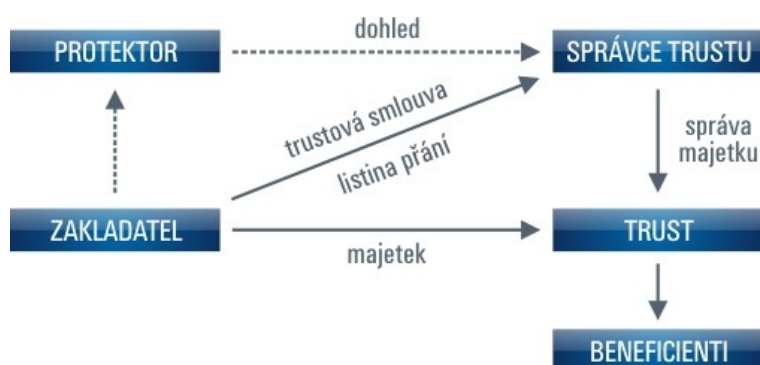 dohled
PROTEKTOR
SPRÁVCE TRUSTU
trustová smlouva
listina přání
správa
majetku
ZAKLADATEL
TRUST
majetek
BENEFICIENTI